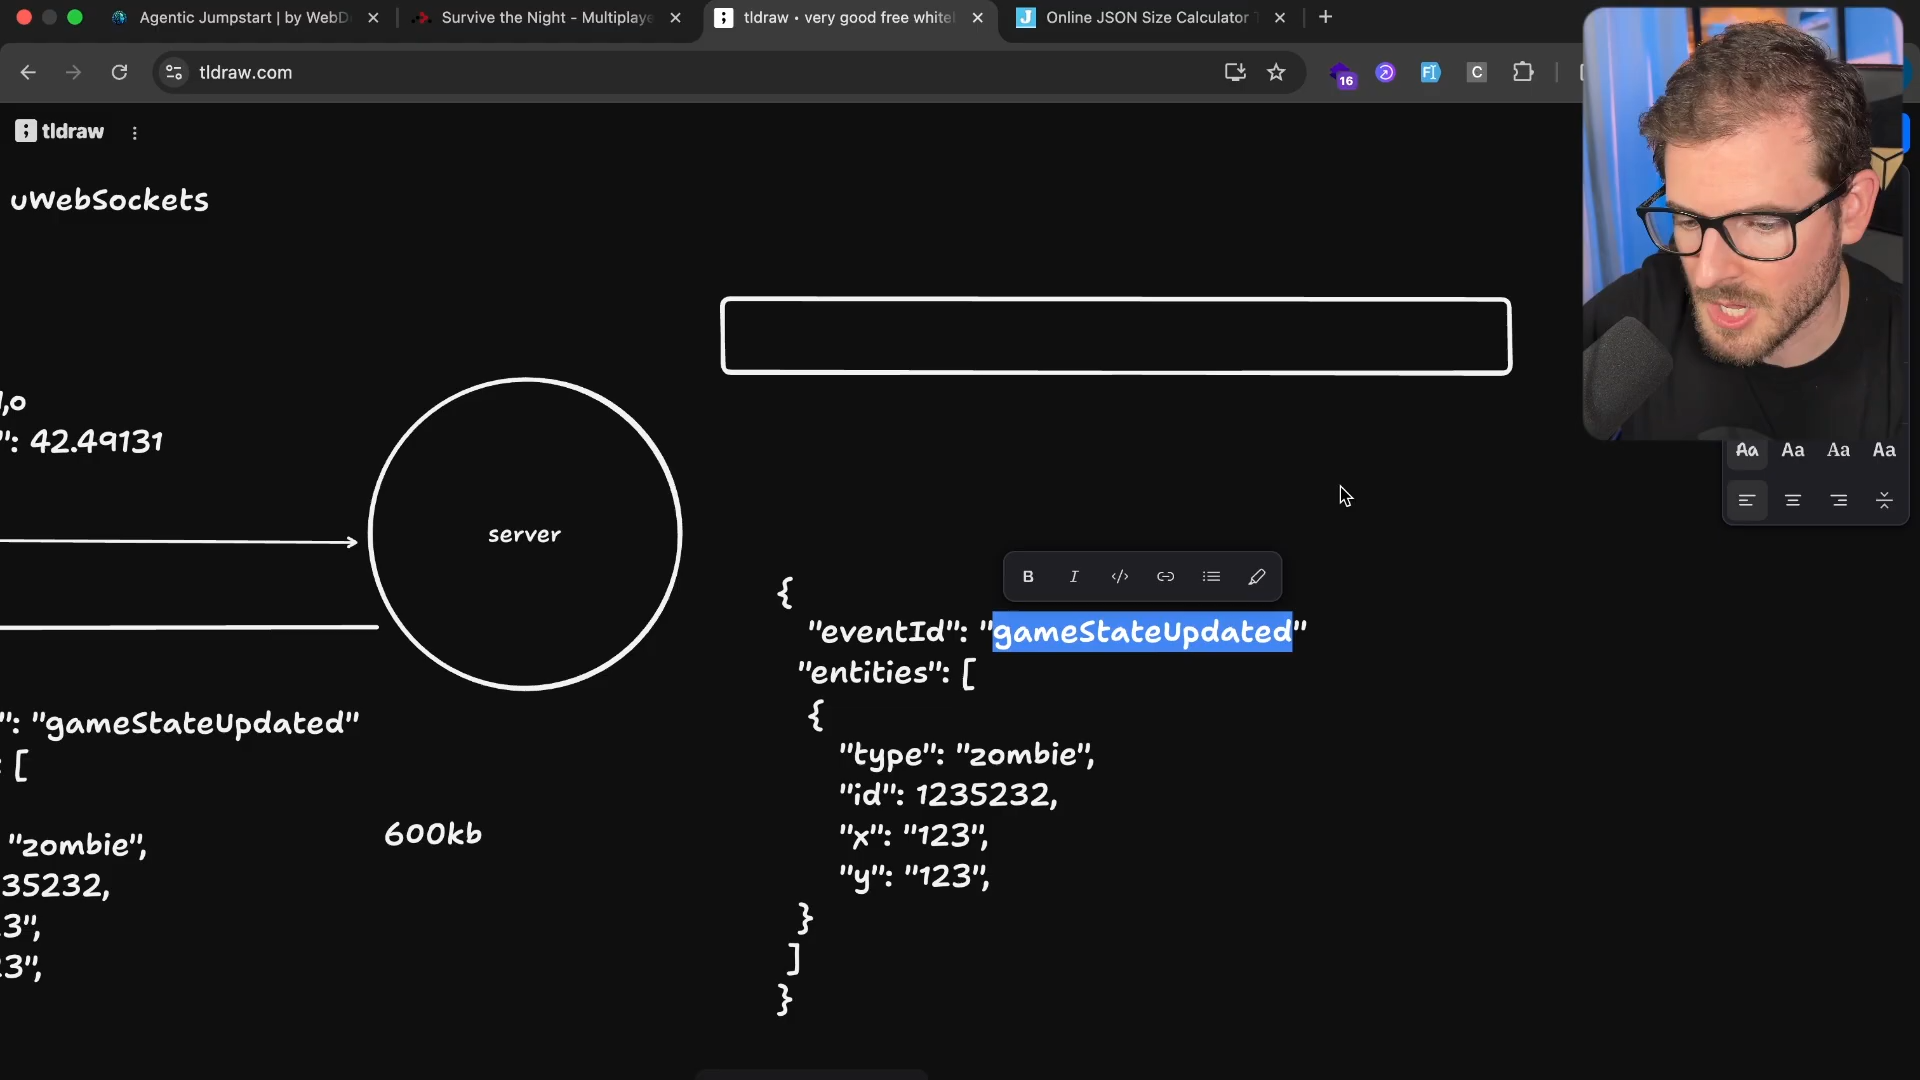 Agentic Jumpstart | by WebD
Survive the Night - Multiplaye
tldraw • very good free white
Online JSON Size Calculator
tldraw.com
16
C
tldraw
uWebSockets
,o
": 42.49131
server
{
"eventId": "gameStateUpdated"
"entities": [
{
"type": "zombie",
"id": 1235232,
"x": "123",
"y": "123",
}
]
}
": "gameStateUpdated"
: [
"zombie",
35232,
3",
3",
600kb
B I </>
Aa Aa Aa Aa